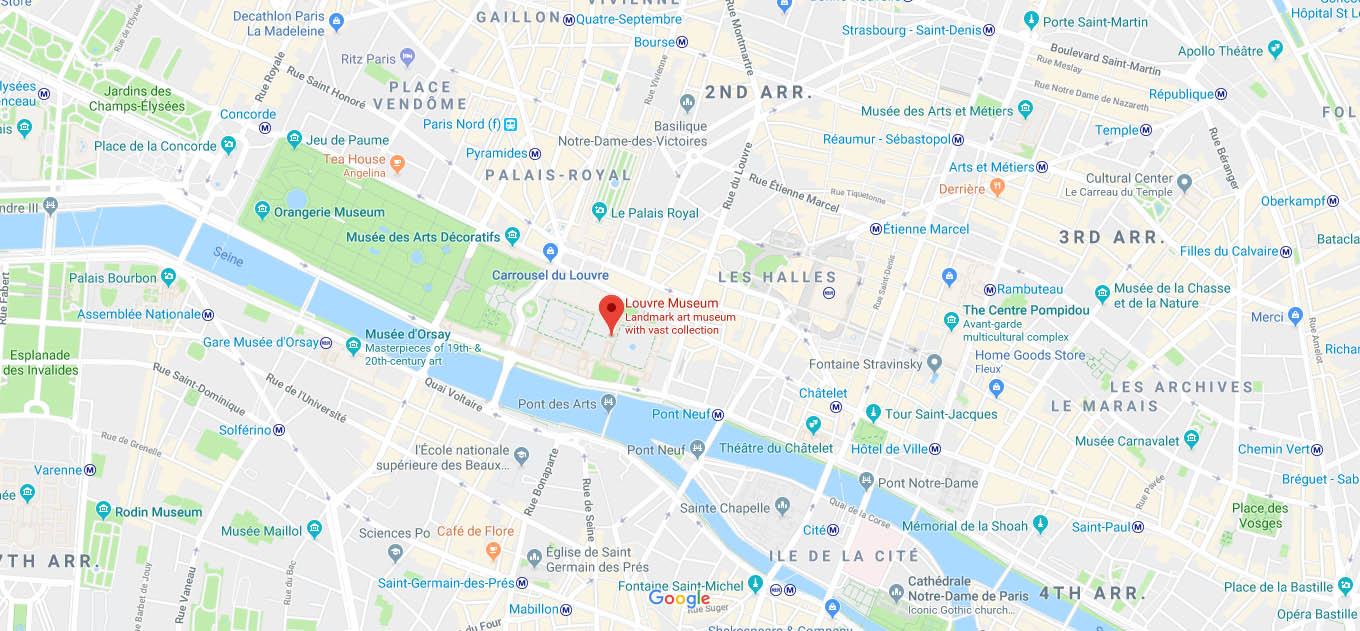 Store
Decathlon Paris
La Madeleine
GAILLON
Quatre-Septembre
VIVIENNE
Bourse
Rue Montmartre
Strasbourg - Saint-Denis
Porte Saint-Martin
Boulevard Saint-Martin
Rue Meslay
Rue Notre Dame de Nazareth
Apollo Théâtre
Hôpital St L
Rue de l'Elysée
Rue Royale
Ritz Paris
Rue Saint Honoré
PLACE
VENDÔME
Rue Vivienne
2ND ARR.
République
FOL
Élysées
Jardins des
Champs-Élysées
Concorde
Jeu de Paume
Place de la Concorde
Paris Nord (f)
Basilique
Notre-Dame-des-Victoires
Musée des Arts et Métiers
Réaumur - Sébastopol
Temple
Rue Béranger
Tea House
Angelina
Pyramides
PALAIS-ROYAL
Rue du Louvre
Rue Étienne Marcel
Rue Tiquetonne
Arts et Métiers
Derrière
Cultural Center
Le Carreau du Temple
Oberkampf
ndre III
Orangerie Museum
Le Palais Royal
Musée des Arts Décoratifs
Étienne Marcel
3RD ARR.
Filles du Calvaire
Batacla
Seine
Palais Bourbon
Carrousel du Louvre
LES HALLES
Rue Saint-Denis
Rambuteau
Musée de la Chasse
et de la Nature
Rue Fabert
Assemblée Nationale
Louvre Museum
Landmark art museum
with vast collection
The Centre Pompidou
Avant-garde
multicultural complex
Merci
Rue Amelot
Gare Musée d'Orsay
Musée d'Orsay
Masterpieces of 19th- &
20th-century art
Esplanade
des Invalides
Fontaine Stravinsky
Home Goods Store
Fleux'
Richar
Rue Saint-Dominique
Rue de l'Université
Quai Voltaire
Pont des Arts
Pont Neuf
Châtelet
Tour Saint-Jacques
LES ARCHIVES
LE MARAIS
Solférino
Rue de Grenelle
l'École nationale
supérieure des Beaux...
Pont Neuf
Théâtre du Châtelet
Hôtel de Ville
Musée Carnavalet
Chemin Vert
Varenne
Rue Bonaparte
Rue de Seine
Pont Notre-Dame
Rue Pavée
Bréguet - Sab
née
Rodin Museum
Musée Maillol
Sciences Po
Café de Flore
Sainte Chapelle
Cité
Quai de la Corse
Mémorial de la Shoah
Saint-Paul
Place des
Vosges
7TH ARR.
Rue Barbet de Jouy
Rue Vaneau
Rue du Bac
Église de Saint
Germain des Prés
ILE DE LA CITÉ
Saint-Germain-des-Prés
Fontaine Saint-Michel
Cathédrale
Notre-Dame de Paris
Iconic Gothic church...
4TH ARR.
Place de la Bastille
Opéra Bastille
Mabillon
Google
Rue Suger
Rue du Four
Shakespeare & Company